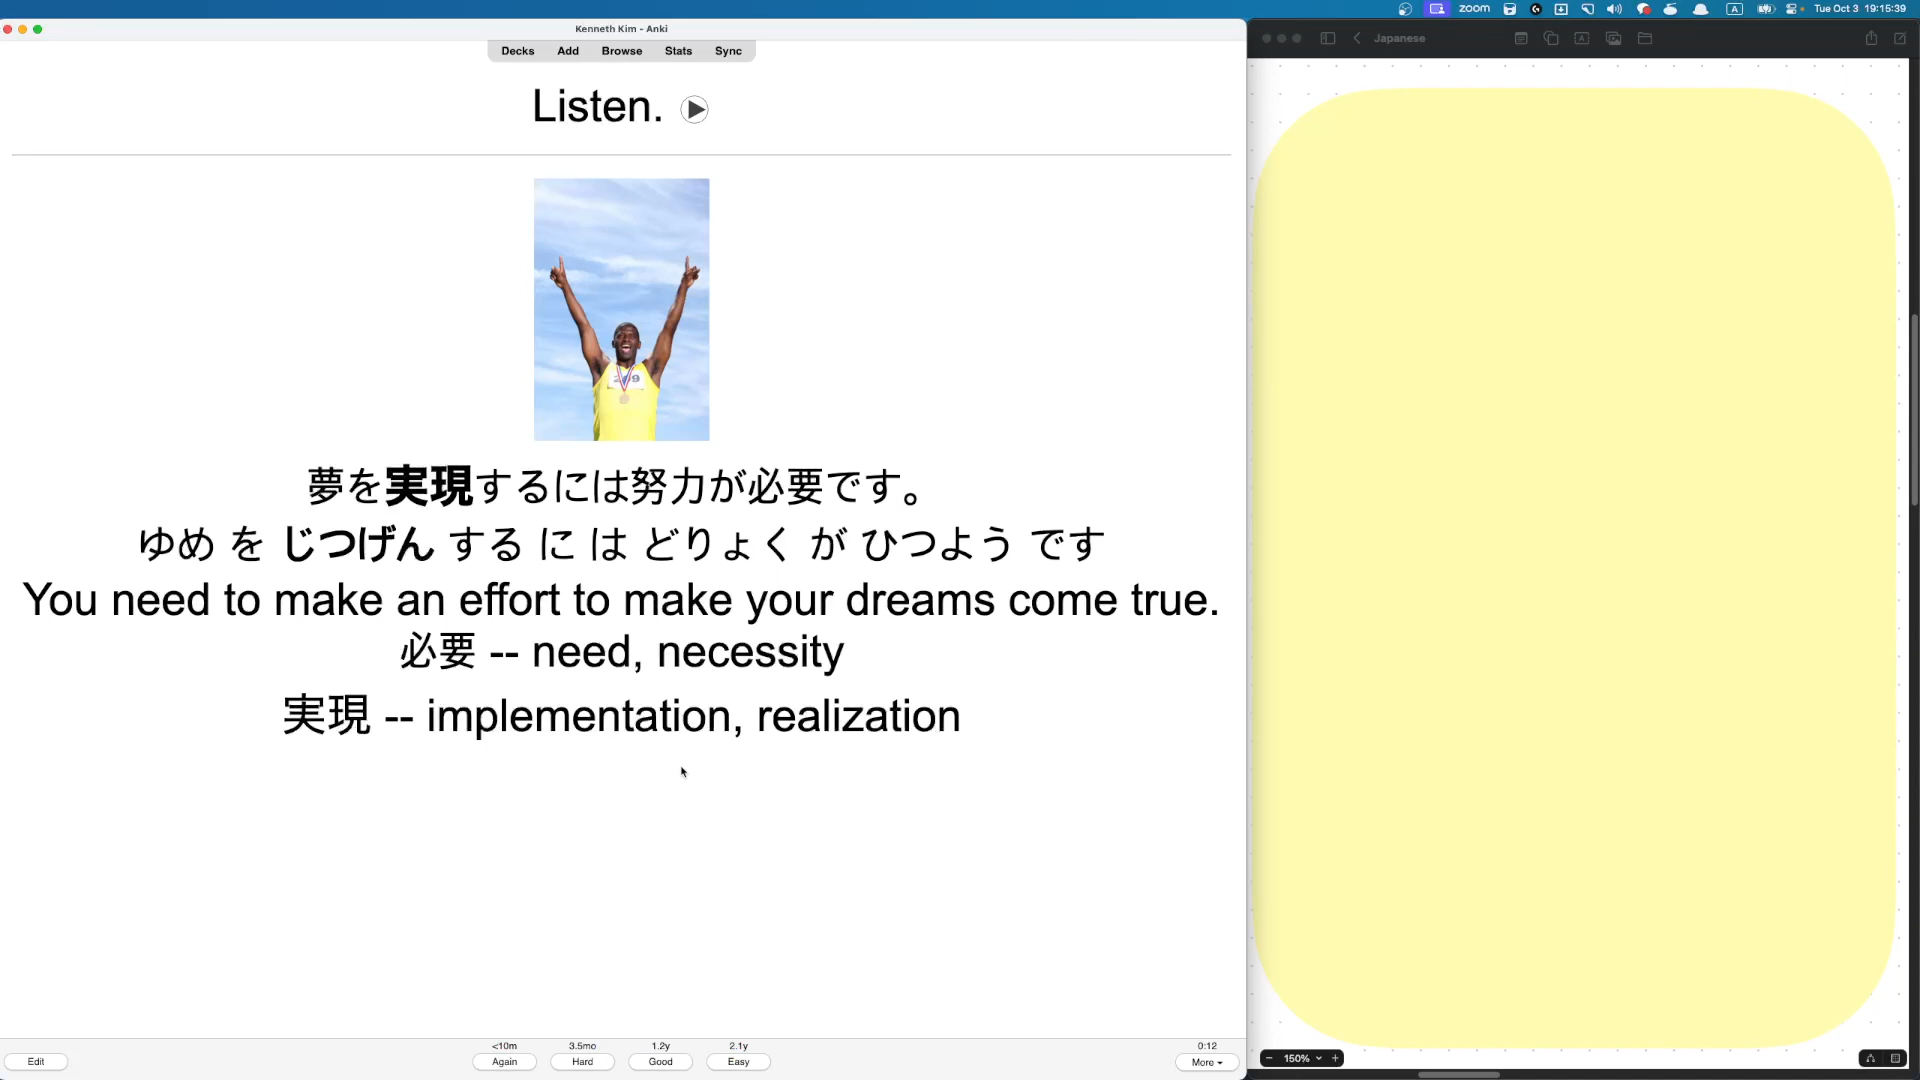 zoom
A
Tue Oct 3 19:15:39
Kenneth Kim - Anki
Decks Add Browse Stats Sync
Listen.
209
夢を実現するには努力が必要です。
ゆめ を じつげん する に は どりょく が ひつよう です
You need to make an effort to make your dreams come true.
必要 -- need, necessity
実現 -- implementation, realization
<10m 3.5mo 1.2y 2.1y 0:12
Edit Again Hard Good Easy More
Japanese
A
− 150% +